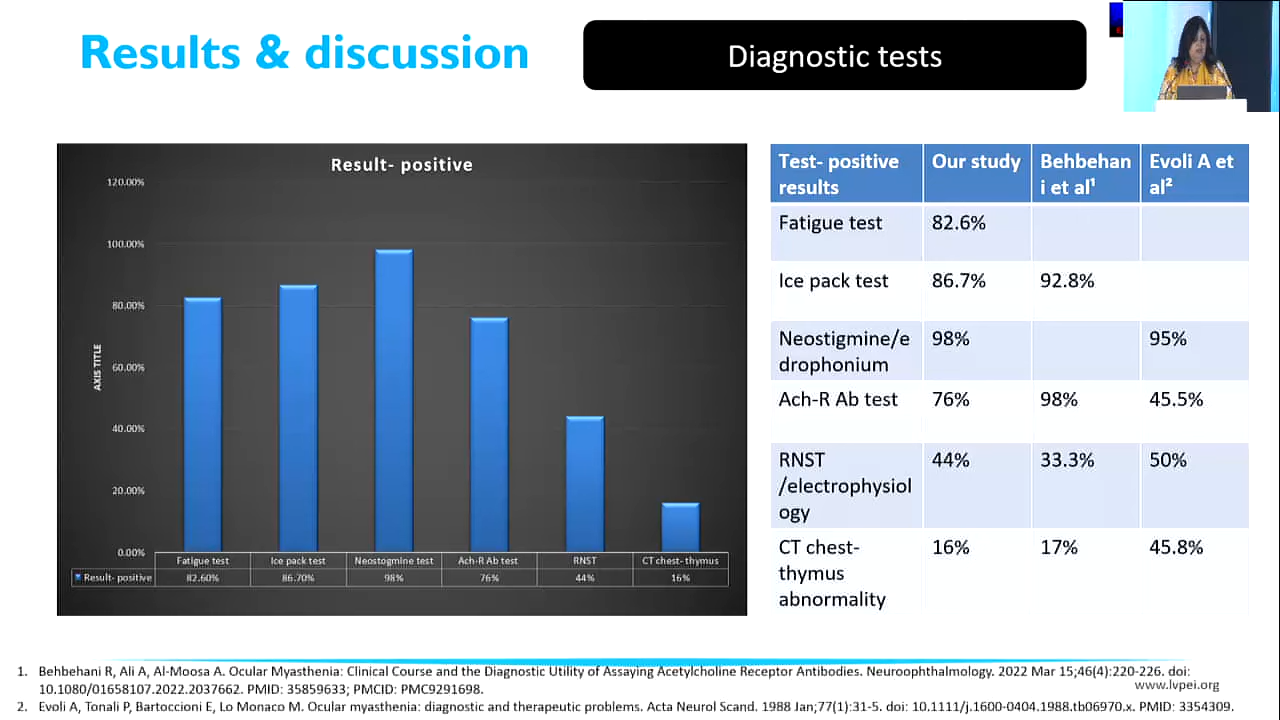 Results & discussion
Diagnostic tests
Result- positive
120.00%
100.00%
80.00%
60.00%
40.00%
20.00%
0.00%
AXIS TITLE
Fatigue test Ice pack test Neostogmine test Ach-R Ab test RNST CT chest- thymus
Result- positive 82.60% 86.70% 98% 76% 44% 16%
Test- positive results Our study Behbehan i et al¹ Evoli A et al²
Fatigue test 82.6%
Ice pack test 86.7% 92.8%
Neostigmine/e drophonium 98% 95%
Ach-R Ab test 76% 98% 45.5%
RNST /electrophysiol ogy 44% 33.3% 50%
CT chest- thymus abnormality 16% 17% 45.8%
1. Behbehani R, Ali A, Al-Moosa A. Ocular Myasthenia: Clinical Course and the Diagnostic Utility of Assaying Acetylcholine Receptor Antibodies. Neuroophthalmology. 2022 Mar 15;46(4):220-226. doi:
10.1080/01658107.2022.2037662. PMID: 35859633; PMCID: PMC9291698.
www.lvpei.org
2. Evoli A, Tonali P, Bartoccioni E, Lo Monaco M. Ocular myasthenia: diagnostic and therapeutic problems. Acta Neurol Scand. 1988 Jan;77(1):31-5. doi: 10.1111/j.1600-0404.1988.tb06970.x. PMID: 3354309.